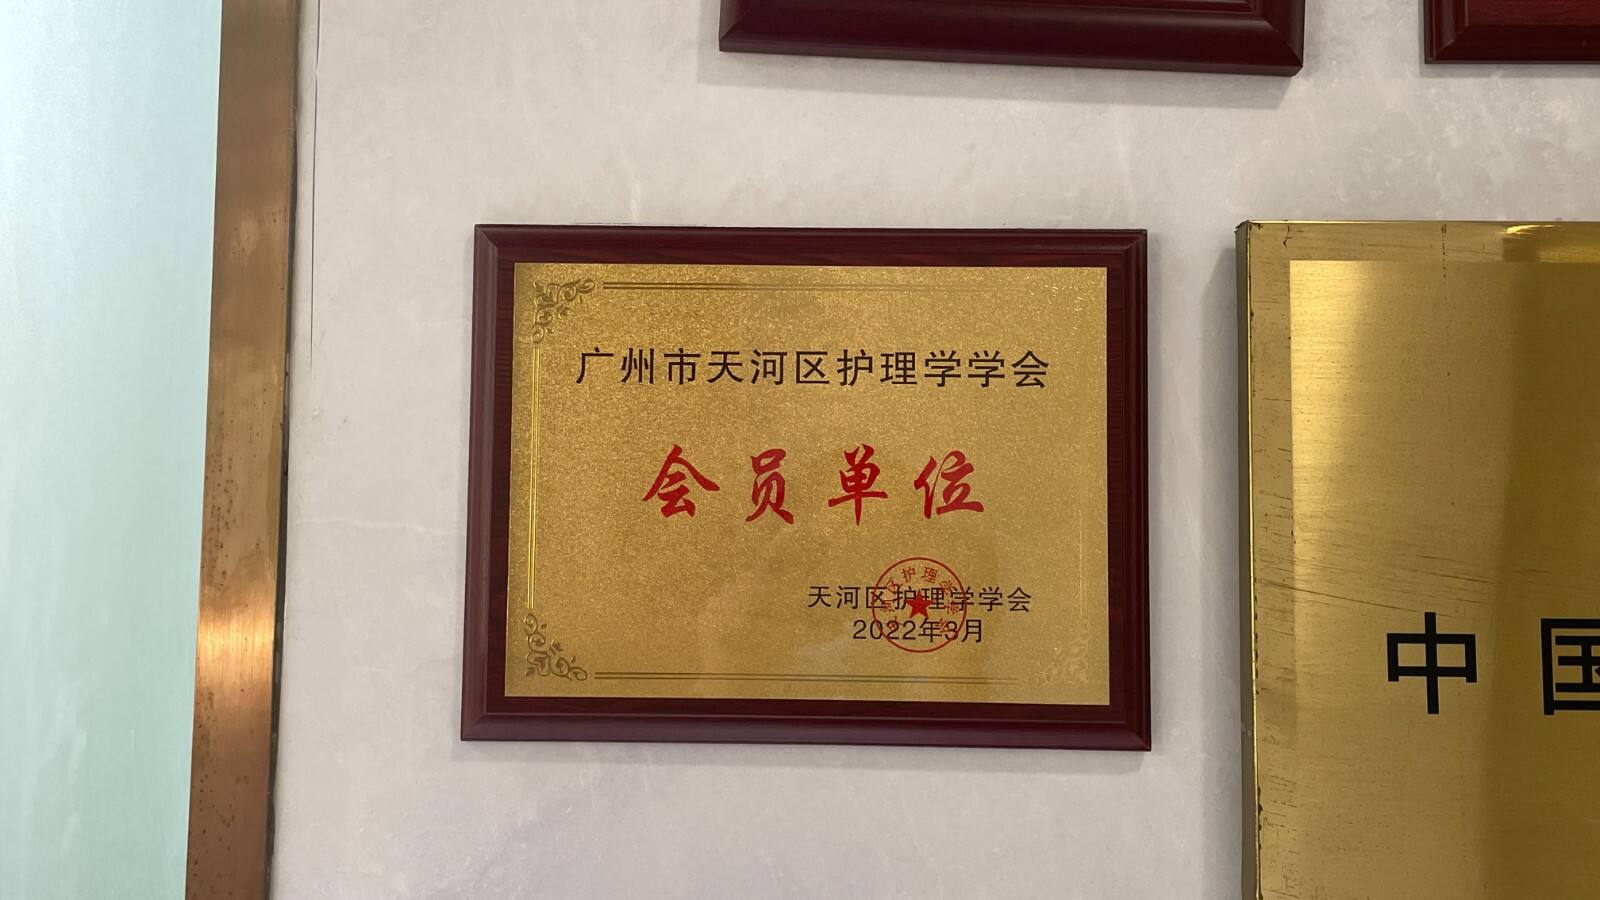 广州市天河区护理学学会
会员单位
天河区护理学学会
2022年3月
中国